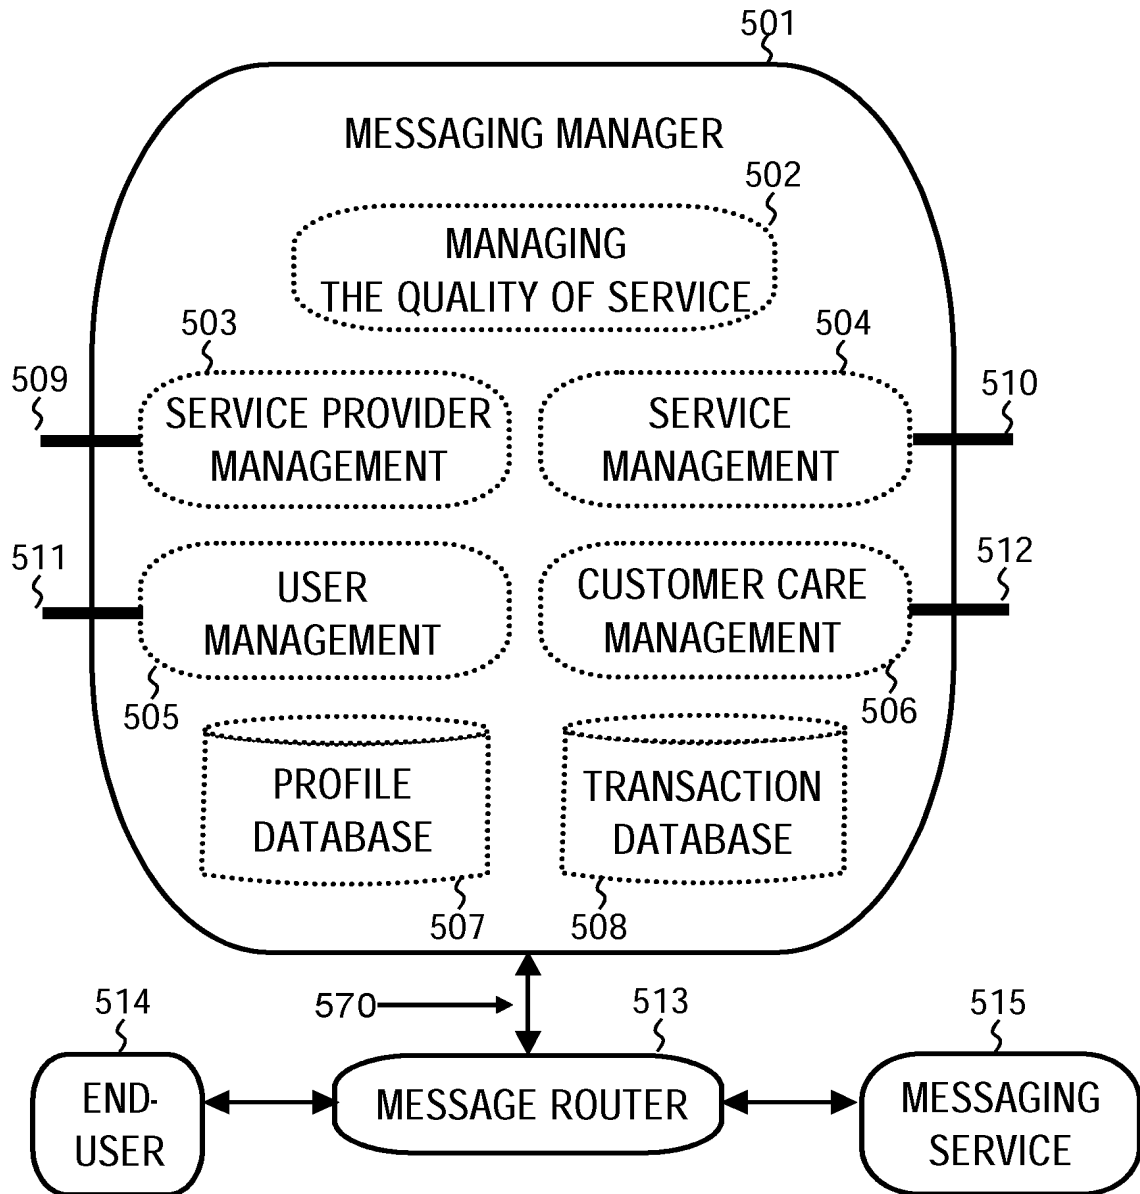 501
MESSAGING MANAGER
502
MANAGING
THE QUALITY OF SERVICE
503
504
509
SERVICE PROVIDER
MANAGEMENT
SERVICE
MANAGEMENT
510
511
USER
MANAGEMENT
CUSTOMER CARE
MANAGEMENT
512
505
506
PROFILE
DATABASE
TRANSACTION
DATABASE
507
508
570
514
513
515
END-
USER
MESSAGE ROUTER
MESSAGING
SERVICE